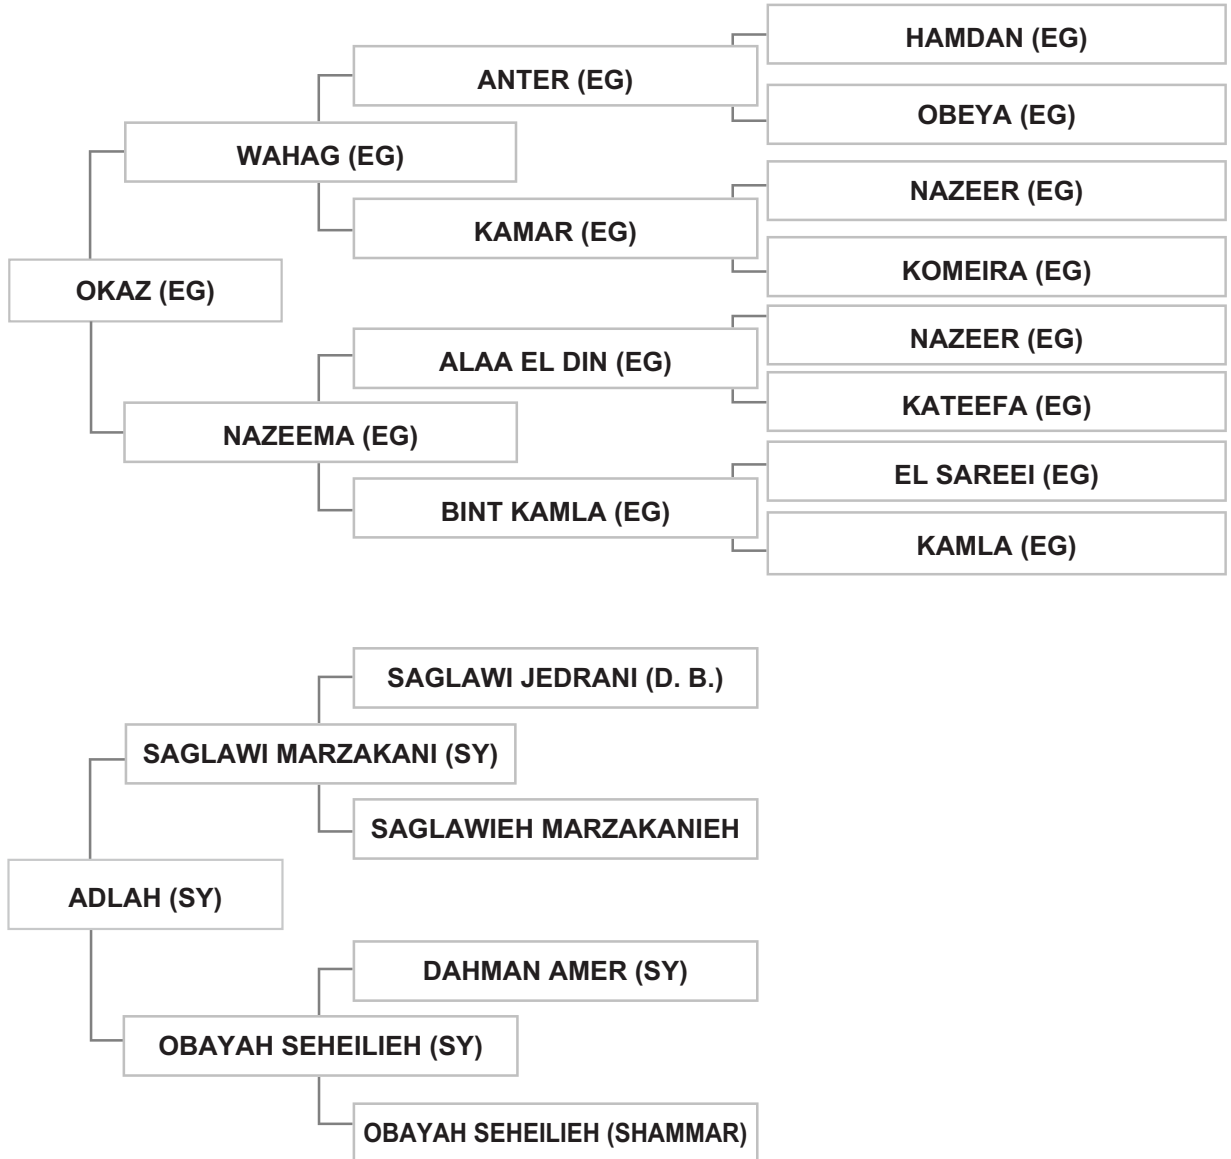 HAMDAN (EG)
ANTER (EG)
OBEYA (EG)
WAHAG (EG)
NAZEER (EG)
KAMAR (EG)
KOMEIRA (EG)
OKAZ (EG)
NAZEER (EG)
ALAA EL DIN (EG)
KATEEFA (EG)
NAZEEMA (EG)
EL SAREEI (EG)
BINT KAMLA (EG)
KAMLA (EG)
SAGLAWI JEDRANI (D. B.)
SAGLAWI MARZAKANI (SY)
SAGLAWIEH MARZAKANIEH
ADLAH (SY)
DAHMAN AMER (SY)
OBAYAH SEHEILIEH (SY)
OBAYAH SEHEILIEH (SHAMMAR)